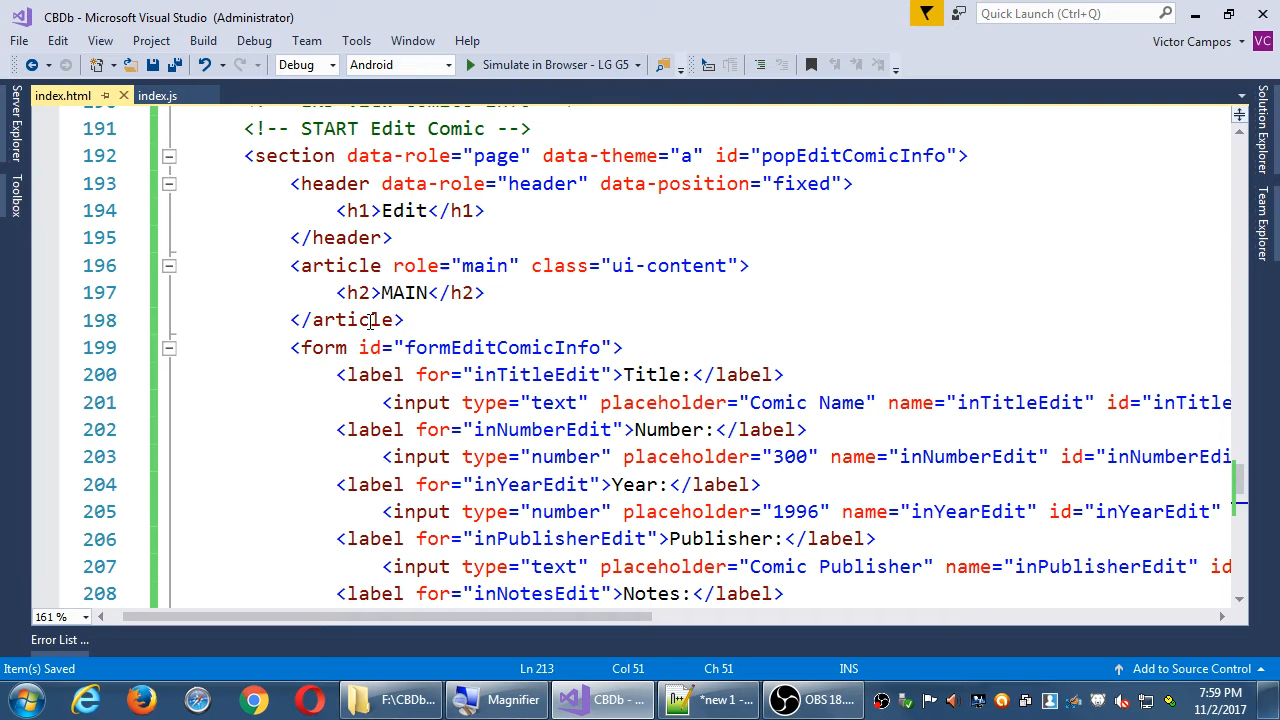 CBDb - Microsoft Visual Studio (Administrator)
Quick Launch (Ctrl+Q)
File Edit View Project Build Debug Team Tools Window Help
Victor Campos VC
Debug Android Simulate in Browser - LG G5
index.html index.js
Server Explorer
Toolbox
Solution Explorer
Team Explorer
191 <!-- START Edit Comic -->
192 <section data-role="page" data-theme="a" id="popEditComicInfo">
193 <header data-role="header" data-position="fixed">
194 <h1>Edit</h1>
195 </header>
196 <article role="main" class="ui-content">
197 <h2>MAIN</h2>
198 </article>
199 <form id="formEditComicInfo">
200 <label for="inTitleEdit">Title:</label>
201 <input type="text" placeholder="Comic Name" name="inTitleEdit" id="inTitle
202 <label for="inNumberEdit">Number:</label>
203 <input type="number" placeholder="300" name="inNumberEdit" id="inNumberEdi
204 <label for="inYearEdit">Year:</label>
205 <input type="number" placeholder="1996" name="inYearEdit" id="inYearEdit"
206 <label for="inPublisherEdit">Publisher:</label>
207 <input type="text" placeholder="Comic Publisher" name="inPublisherEdit" id
208 <label for="inNotesEdit">Notes:</label>
161 %
Error List ...
Item(s) Saved Ln 213 Col 51 Ch 51 INS Add to Source Control
F:\CBDb... Magnifier CBDb - ... *new 1 -... OBS 18....
7:59 PM
11/2/2017